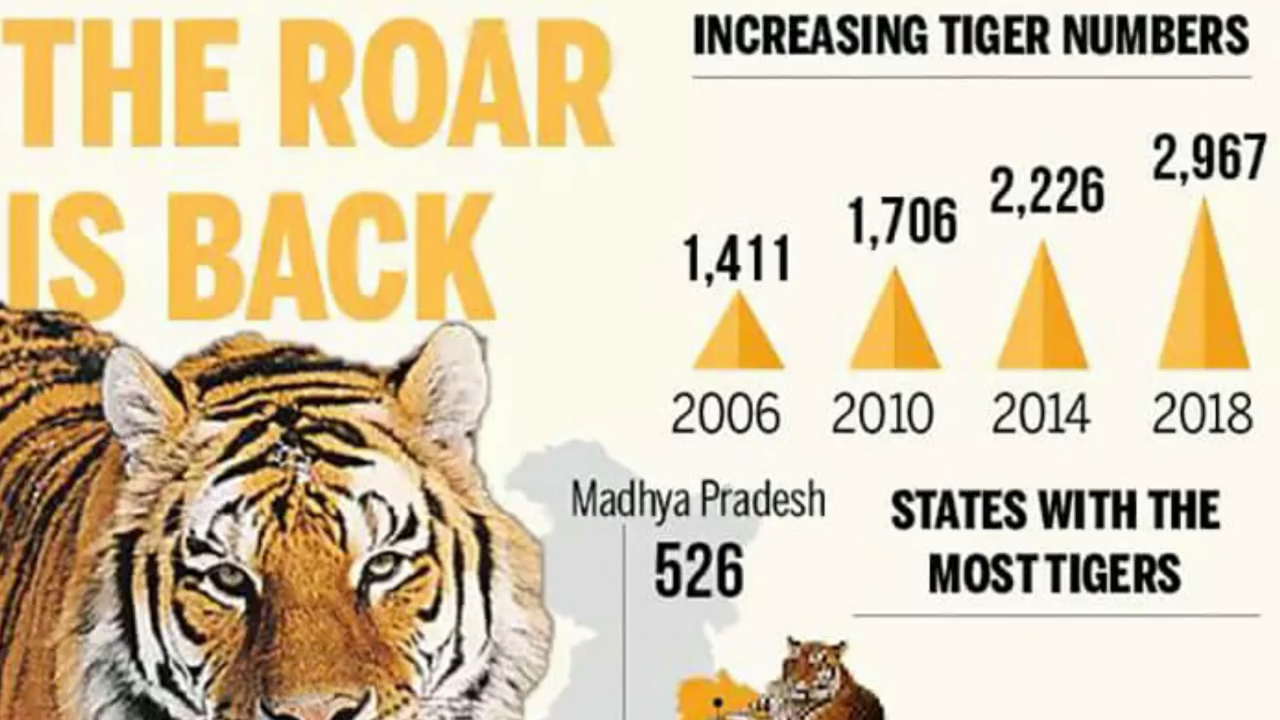 THE ROAR
IS BACK
INCREASING TIGER NUMBERS
1,411
1,706
2,226
2,967
2006
2010
2014
2018
Madhya Pradesh
526
STATES WITH THE
MOST TIGERS